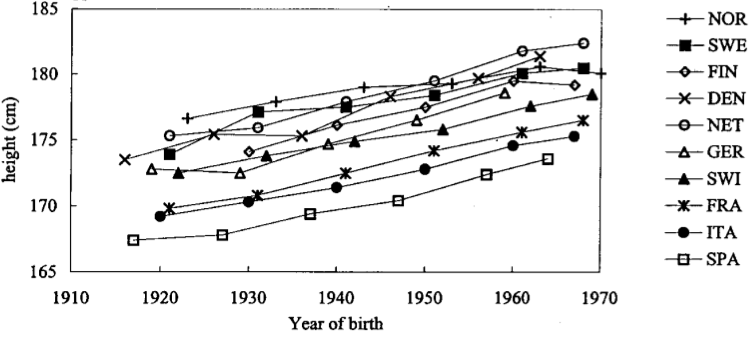 185
180
175
170
165
height (cm)
1910 1920 1930 1940 1950 1960 1970
Year of birth
NOR
SWE
FIN
DEN
NET
GER
SWI
FRA
ITA
SPA